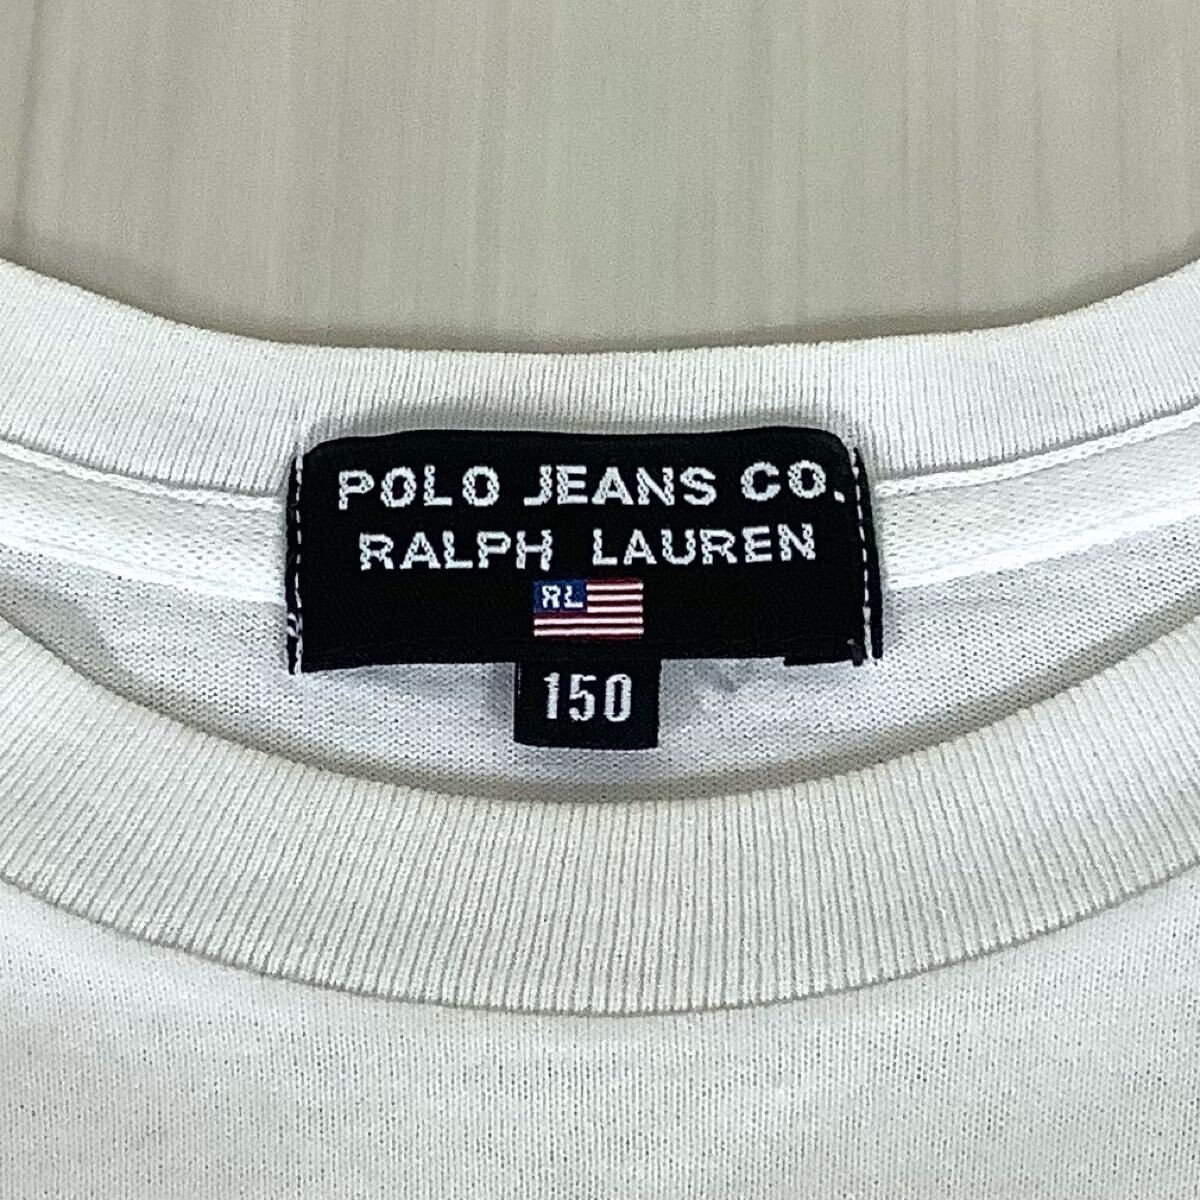 POLO JEANS CO.
RALPH LAUREN
RL
150